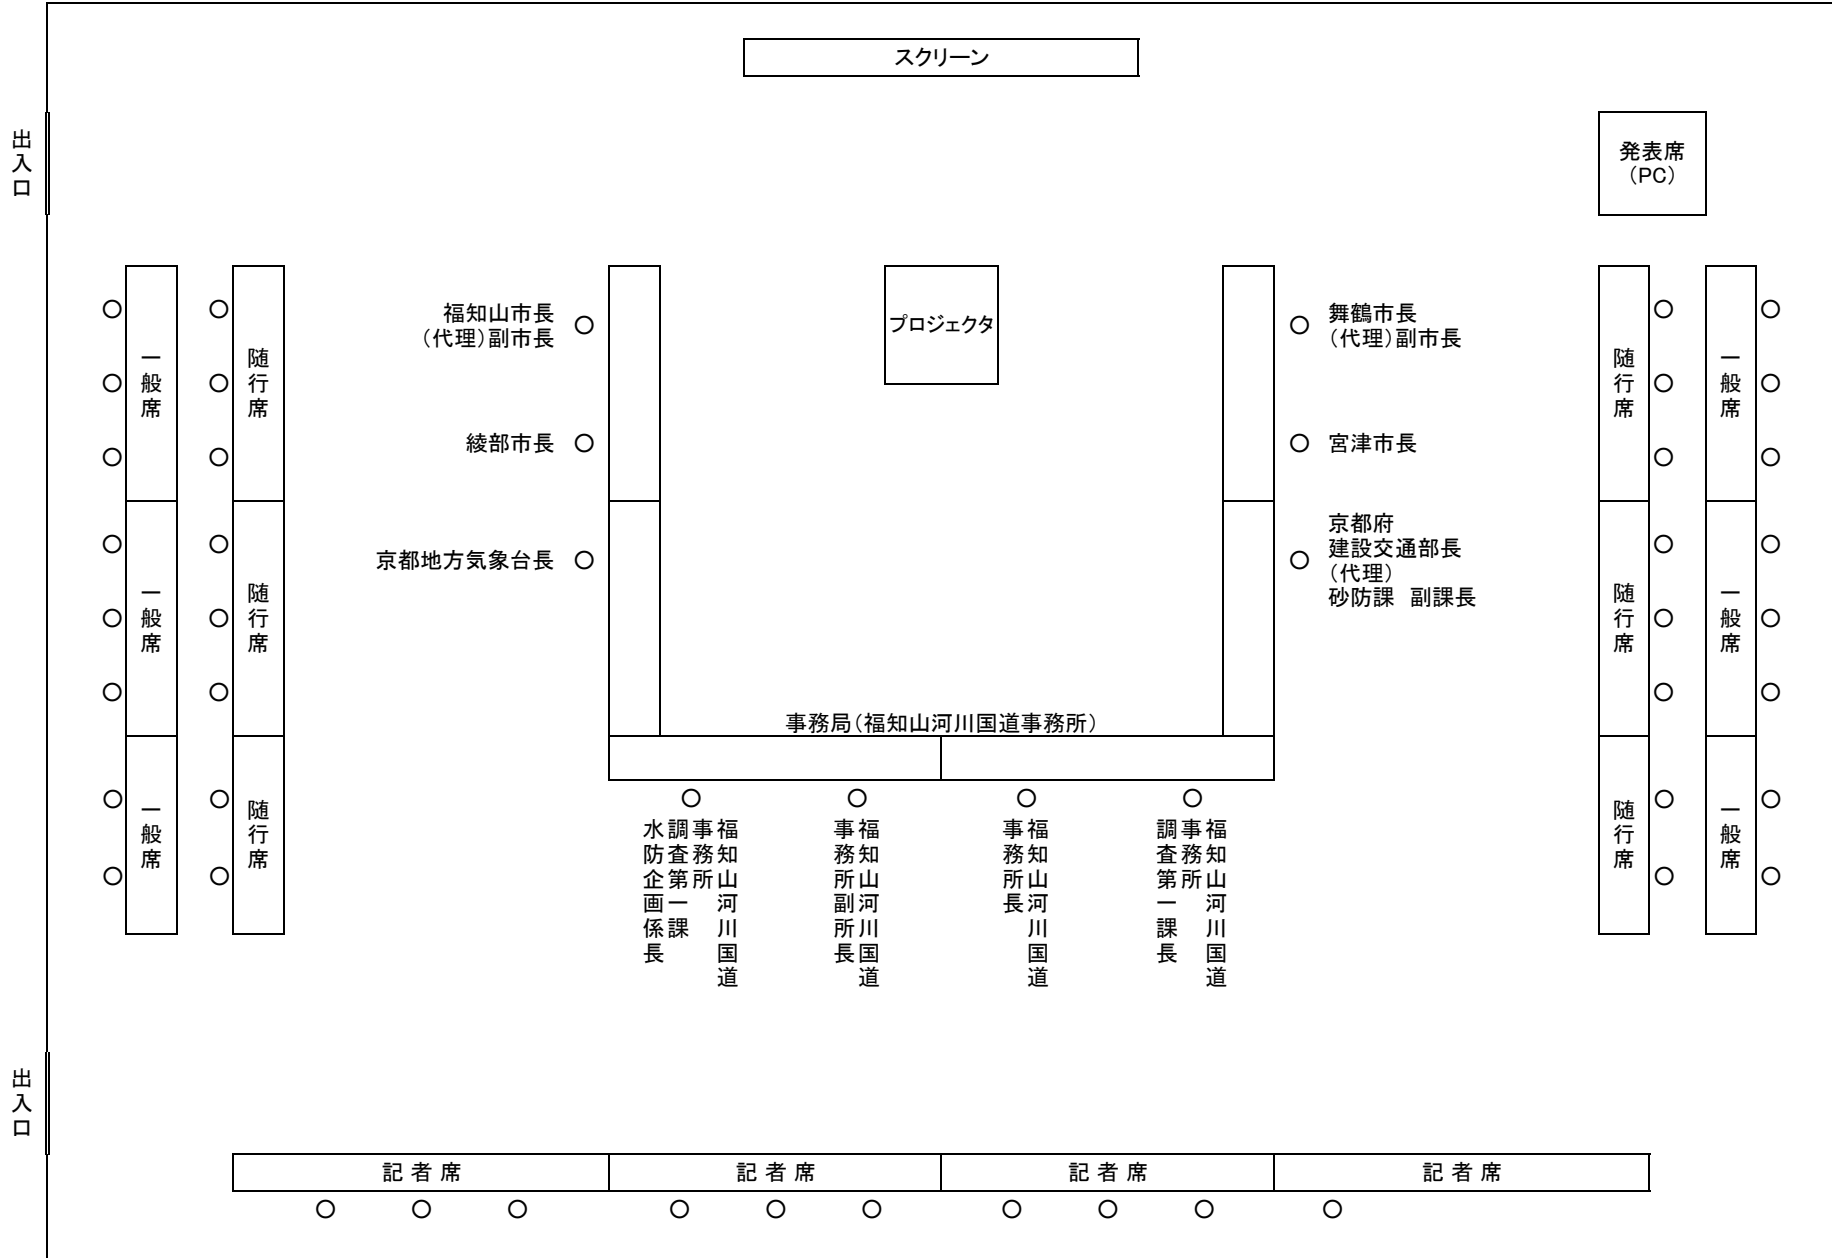 スクリーン
出入口
発表席
（PC）
一般席
随行席
福知山市長
（代理）副市長
プロジェクタ
舞鶴市長
（代理）副市長
随行席
一般席
綾部市長
宮津市長
京都地方気象台長
京都府
建設交通部長
（代理）
砂防課　副課長
一般席
随行席
随行席
一般席
事務局（福知山河川国道事務所）
一般席
随行席
随行席
一般席
福知山河川国道
事務所
調査第一課
水防企画係長
福知山河川国道
事務所副所長
福知山河川国道
事務所長
福知山河川国道
事務所
調査第一課長
出入口
記者席
記者席
記者席
記者席